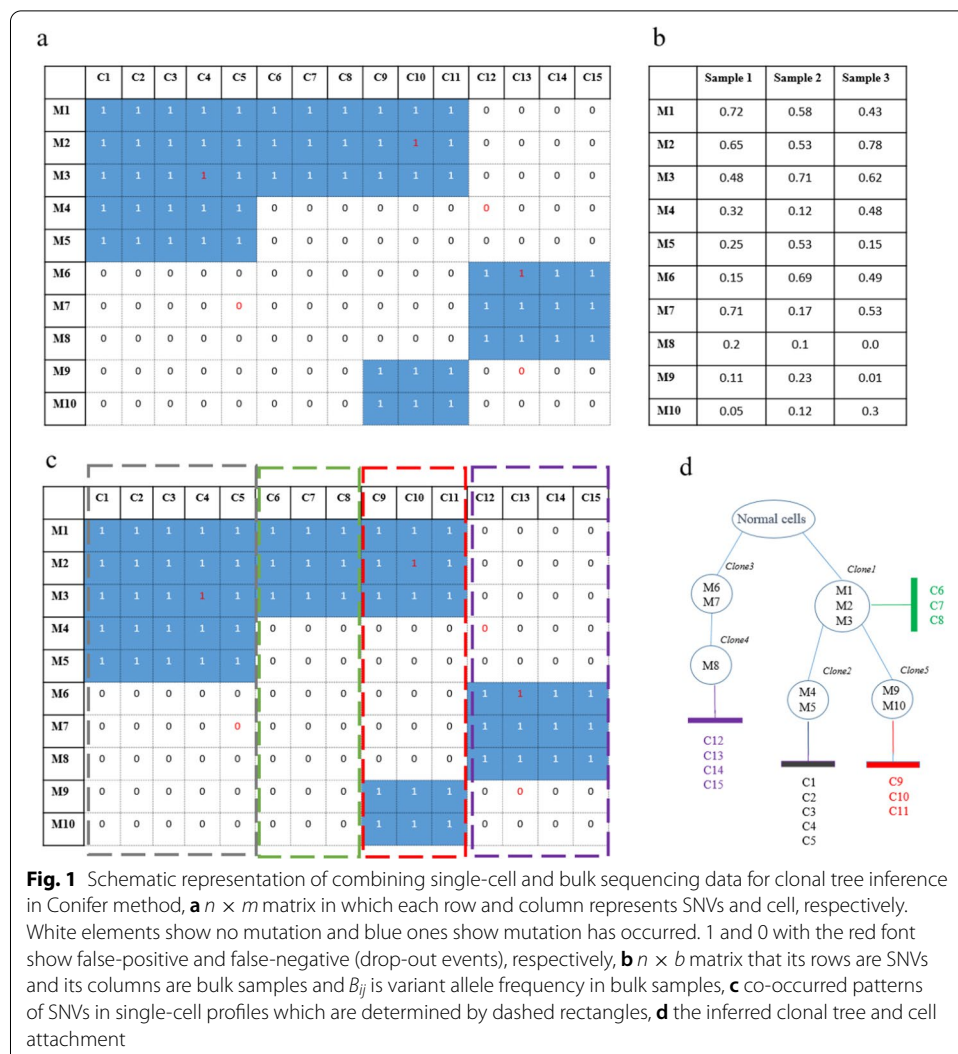 a
C1 C2 C3 C4 C5 C6 C7 C8 C9 C10 C11 C12 C13 C14 C15
M1 1 1 1 1 1 1 1 1 1 1 1 0 0 0 0
M2 1 1 1 1 1 1 1 1 1 1 1 0 0 0 0
M3 1 1 1 1 1 1 1 1 1 1 1 0 0 0 0
M4 1 1 1 1 1 0 0 0 0 0 0 0 0 0 0
M5 1 1 1 1 1 0 0 0 0 0 0 0 0 0 0
M6 0 0 0 0 0 0 0 0 0 0 0 1 1 1 1
M7 0 0 0 0 0 0 0 0 0 0 0 1 1 1 1
M8 0 0 0 0 0 0 0 0 0 0 0 1 1 1 1
M9 0 0 0 0 0 0 0 0 1 1 1 0 0 0 0
M10 0 0 0 0 0 0 0 0 1 1 1 0 0 0 0
b
Sample 1 Sample 2 Sample 3
M1 0.72 0.58 0.43
M2 0.65 0.53 0.78
M3 0.48 0.71 0.62
M4 0.32 0.12 0.48
M5 0.25 0.53 0.15
M6 0.15 0.69 0.49
M7 0.71 0.17 0.53
M8 0.2 0.1 0.0
M9 0.11 0.23 0.01
M10 0.05 0.12 0.3
c
C1 C2 C3 C4 C5 C6 C7 C8 C9 C10 C11 C12 C13 C14 C15
M1 1 1 1 1 1 1 1 1 1 1 1 0 0 0 0
M2 1 1 1 1 1 1 1 1 1 1 1 0 0 0 0
M3 1 1 1 1 1 1 1 1 1 1 1 0 0 0 0
M4 1 1 1 1 1 0 0 0 0 0 0 0 0 0 0
M5 1 1 1 1 1 0 0 0 0 0 0 0 0 0 0
M6 0 0 0 0 0 0 0 0 0 0 0 1 1 1 1
M7 0 0 0 0 0 0 0 0 0 0 0 1 1 1 1
M8 0 0 0 0 0 0 0 0 0 0 0 1 1 1 1
M9 0 0 0 0 0 0 0 0 1 1 1 0 0 0 0
M10 0 0 0 0 0 0 0 0 1 1 1 0 0 0 0
d
Normal cells
Clone3
M6
M7
Clone4
M8
C12
C13
C14
C15
Clone1
M1
M2
M3
C6
C7
C8
Clone2
M4
M5
C1
C2
C3
C4
C5
Clone5
M9
M10
C9
C10
C11
Fig. 1 Schematic representation of combining single-cell and bulk sequencing data for clonal tree inference
in Conifer method, a n × m matrix in which each row and column represents SNVs and cell, respectively.
White elements show no mutation and blue ones show mutation has occurred. 1 and 0 with the red font
show false-positive and false-negative (drop-out events), respectively, b n × b matrix that its rows are SNVs
and its columns are bulk samples and Bij is variant allele frequency in bulk samples, c co-occurred patterns
of SNVs in single-cell profiles which are determined by dashed rectangles, d the inferred clonal tree and cell
attachment